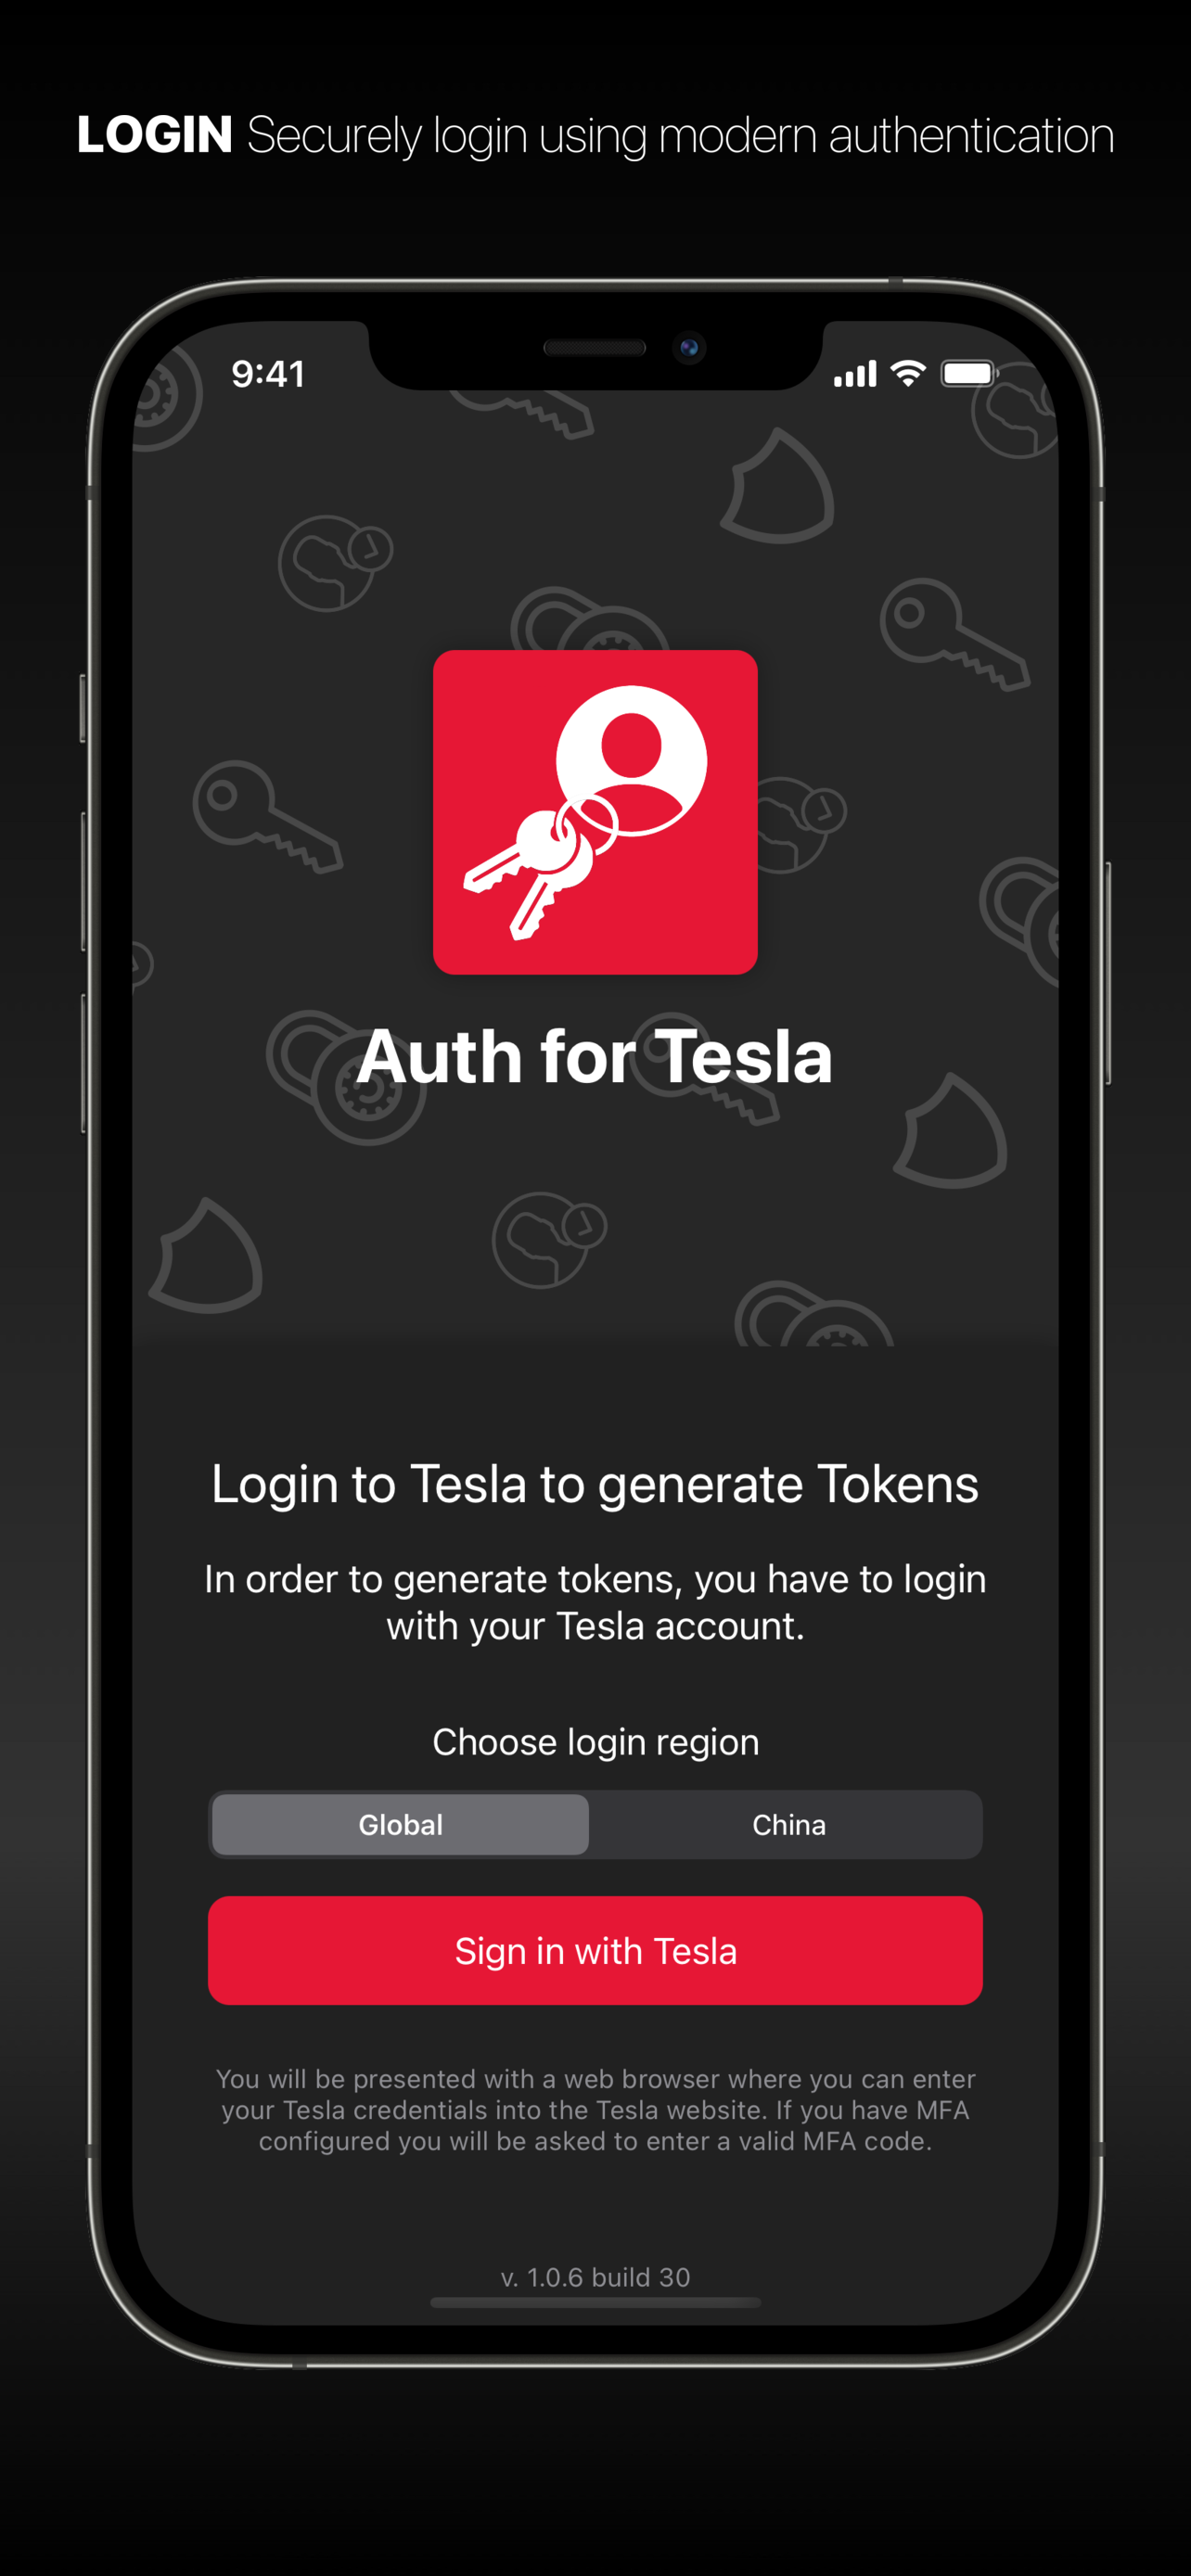 LOGIN Securely login using modern authentication
9:41
Auth for Tesla
Login to Tesla to generate Tokens
In order to generate tokens, you have to login
with your Tesla account.
Choose login region
Global China
Sign in with Tesla
You will be presented with a web browser where you can enter
your Tesla credentials into the Tesla website. If you have MFA
configured you will be asked to enter a valid MFA code.
v. 1.0.6 build 30